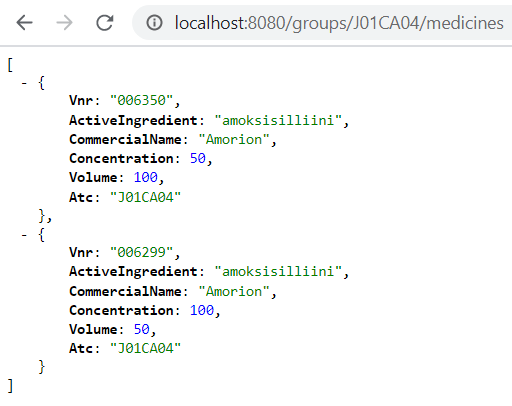 localhost:8080/groups/J01CA04/medicines
[
- {
Vnr: "006350",
ActiveIngredient: "amoksisilliini",
CommercialName: "Amorion",
Concentration: 50,
Volume: 100,
Atc: "J01CA04"
},
- {
Vnr: "006299",
ActiveIngredient: "amoksisilliini",
CommercialName: "Amorion",
Concentration: 100,
Volume: 50,
Atc: "J01CA04"
}
]